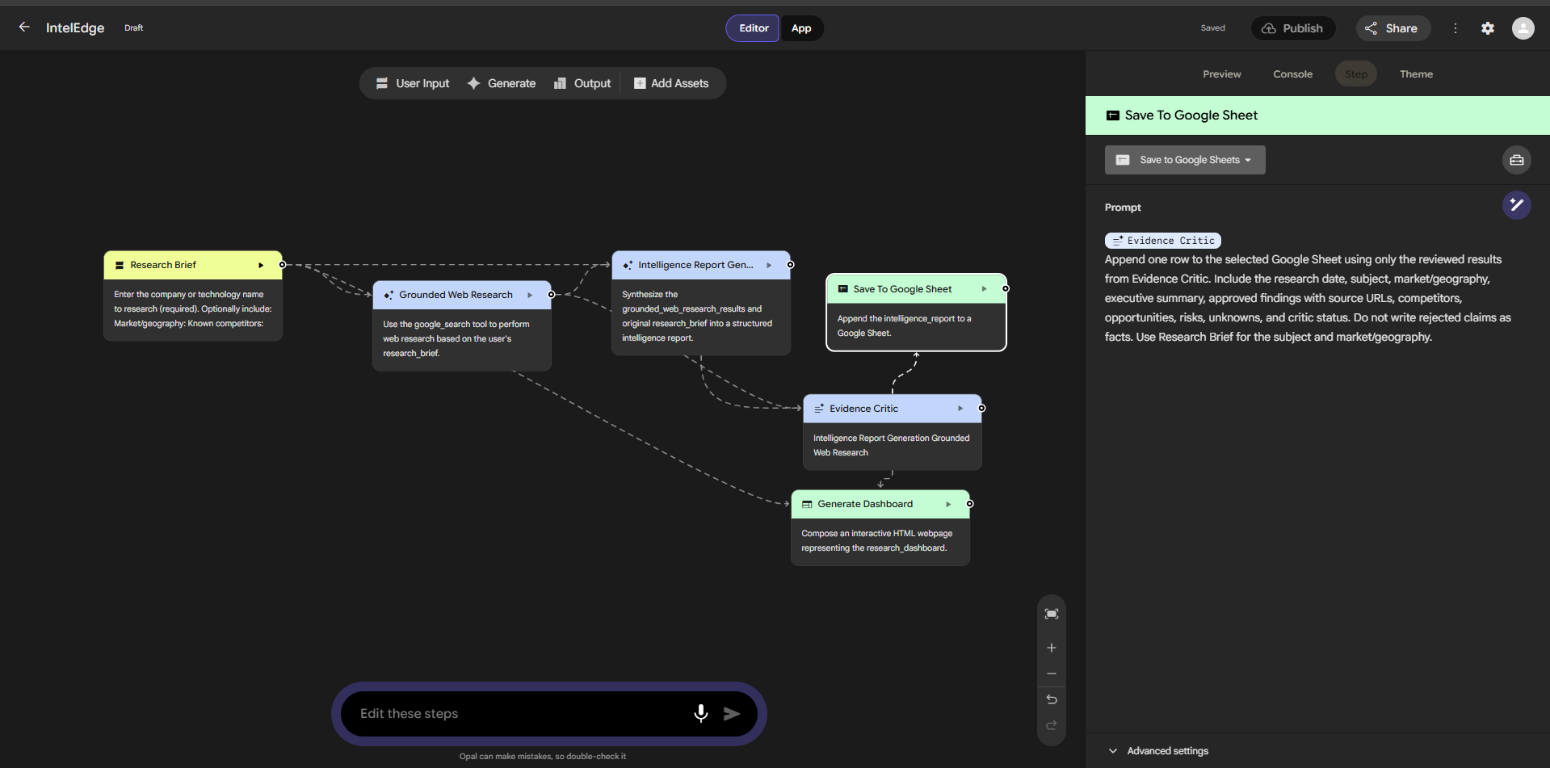 IntelEdge
Draft
Editor
App
Saved
Publish
Share
User Input
Generate
Output
Add Assets
Preview
Console
Step
Theme
Research Brief
Enter the company or technology name
to research (required). Optionally include:
Market/geography: Known competitors:
Grounded Web Research
Use the google_search tool to perform
web research based on the user's
research_brief.
Intelligence Report Gen...
Synthesize the
grounded_web_research_results and
original research_brief into a structured
intelligence report.
Save To Google Sheet
Append the intelligence_report to a
Google Sheet.
Evidence Critic
Intelligence Report Generation Grounded
Web Research
Generate Dashboard
Compose an interactive HTML webpage
representing the research_dashboard.
Edit these steps
Opal can make mistakes, so double-check it
Save To Google Sheet
Save to Google Sheets
Prompt
Evidence Critic
Append one row to the selected Google Sheet using only the reviewed results
from Evidence Critic. Include the research date, subject, market/geography,
executive summary, approved findings with source URLs, competitors,
opportunities, risks, unknowns, and critic status. Do not write rejected claims as
facts. Use Research Brief for the subject and market/geography.
Advanced settings